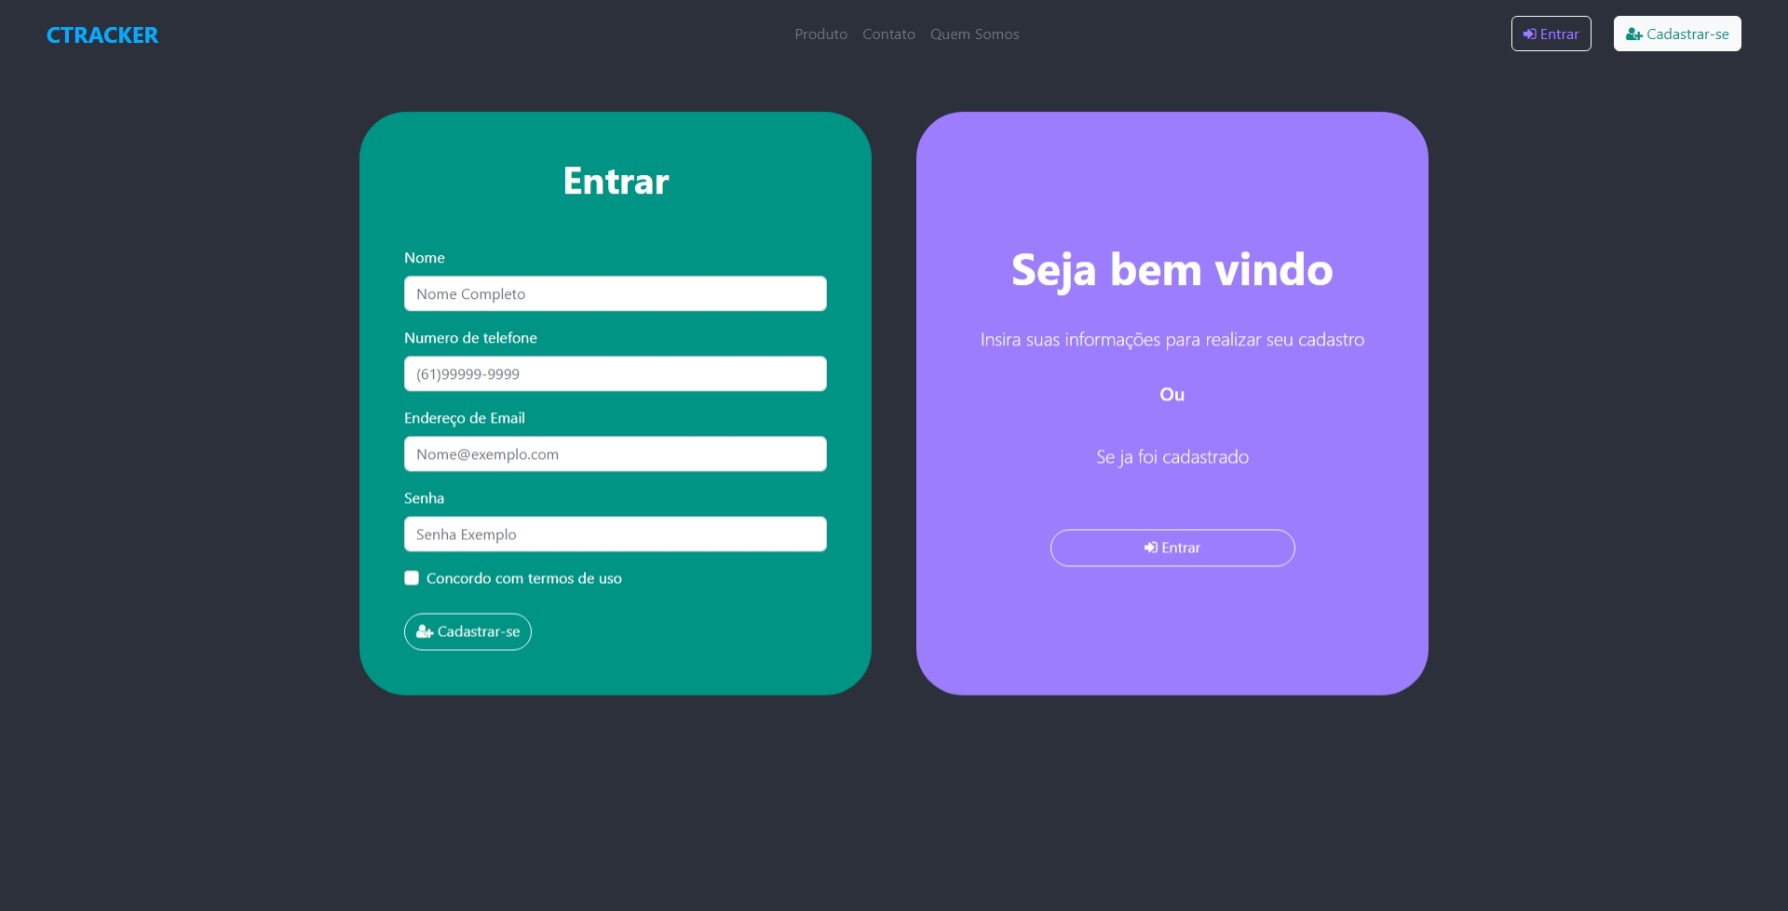 CTRACKER
Produto Contato Quem Somos
Entrar
Cadastrar-se
Entrar
Nome
Nome Completo
Numero de telefone
(61)99999-9999
Endereço de Email
Nome@exemplo.com
Senha
Senha Exemplo
Concordo com termos de uso
Cadastrar-se
Seja bem vindo
Insira suas informações para realizar seu cadastro
Ou
Se ja foi cadastrado
Entrar